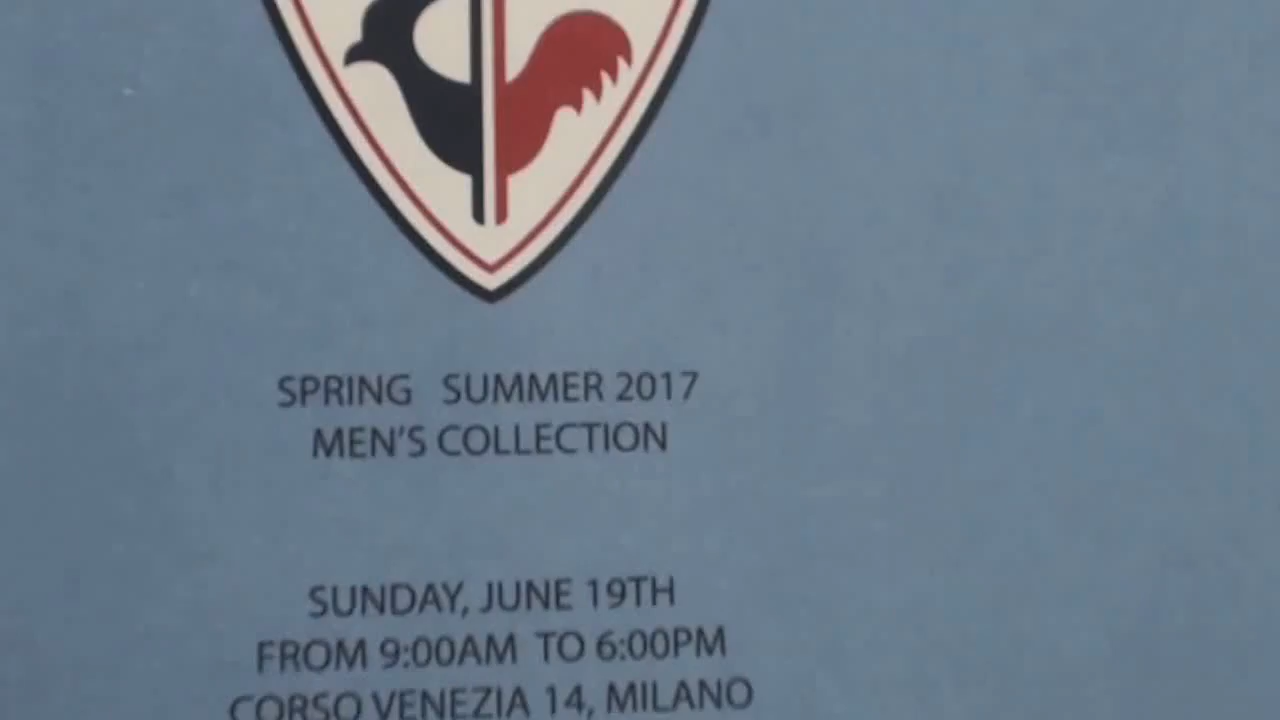 SPRING SUMMER 2017
MEN'S COLLECTION
SUNDAY, JUNE 19TH
FROM 9:00AM TO 6:00PM
CORSO VENEZIA 14, MILANO